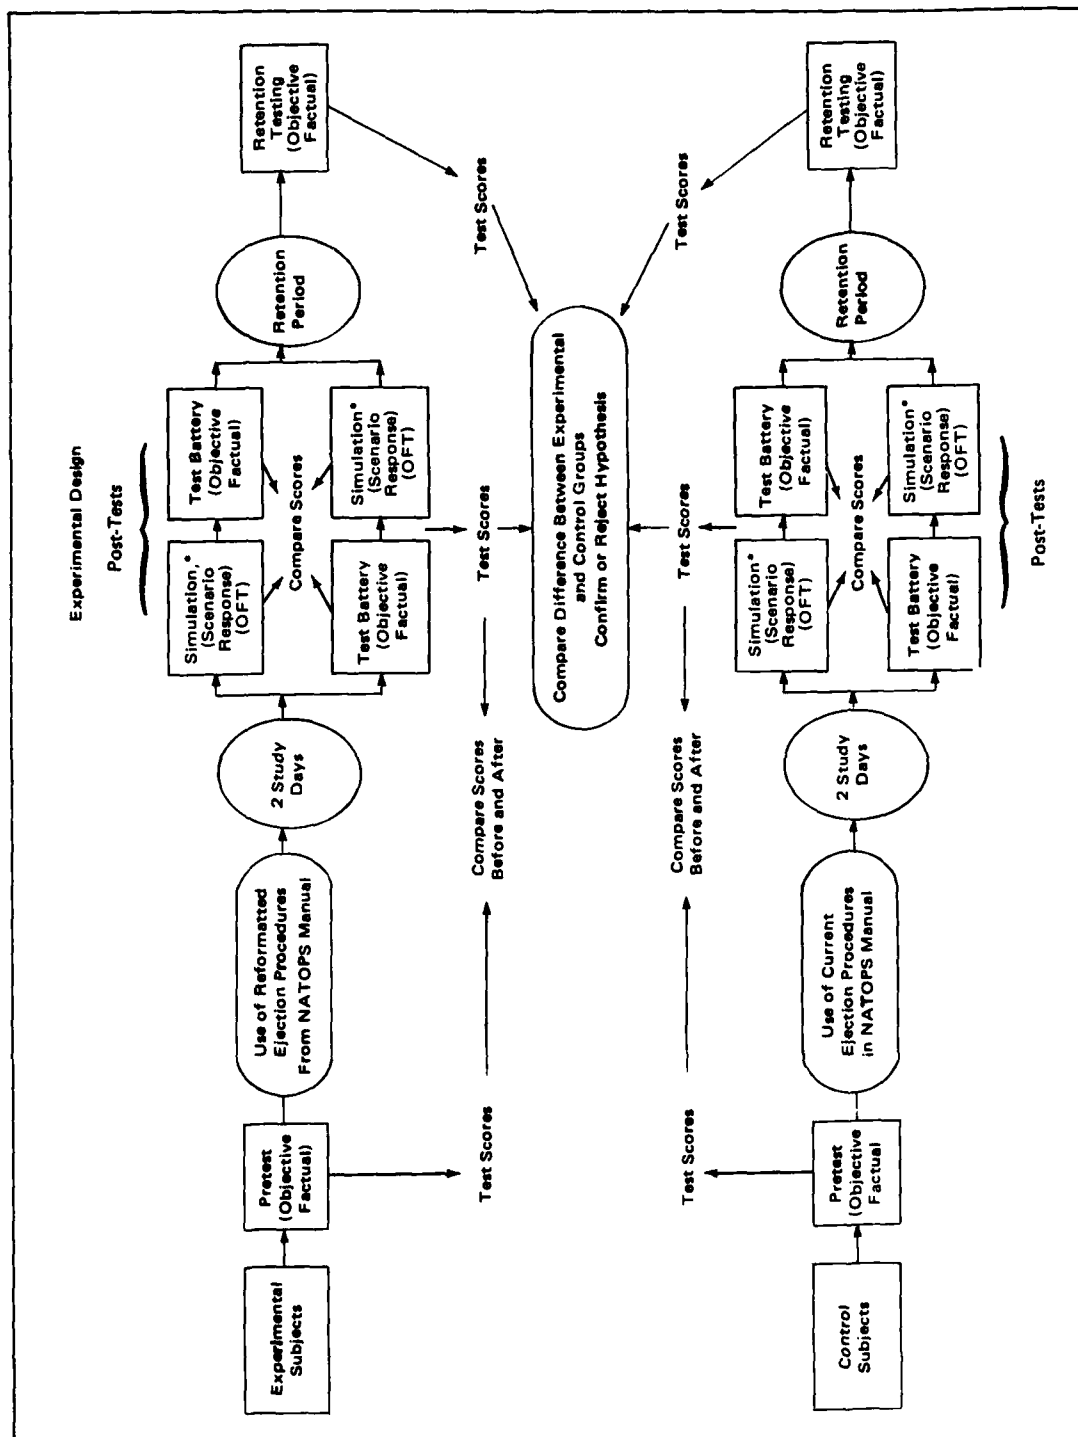 Experimental Design
Post-Tests
Experimental
Subjects
Pretest
(Objective
Factual)
Use of Reformatted
Ejection Procedures
From NATOPS Manual
2 Study
Days
Simulation,*
(Scenario
Response)
(OFT)
Test Battery
(Objective
Factual)
Compare Scores
Test Battery
(Objective
Factual)
Simulation*
(Scenario
Response)
(OFT)
Retention
Period
Retention
Testing
(Objective
Factual)
Test Scores
Compare Scores
Before and After
Test Scores
Test Scores
Compare Difference Between Experimental
and Control Groups
Confirm or Reject Hypothesis
Test Scores
Compare Scores
Before and After
Test Scores
Test Scores
Control
Subjects
Pretest
(Objective
Factual
Use of Current
Ejection Procedures
in NATOPS Manual
2 Study
Days
Simulation*
(Scenario
Response)
(OFT)
Test Battery
(Objective
Factual)
Compare Scores
Test Battery
(Objective
Factual)
Simulation*
(Scenario
Response)
(OFT)
Retention
Period
Retention
Testing
(Objective
Factual)
Post-Tests